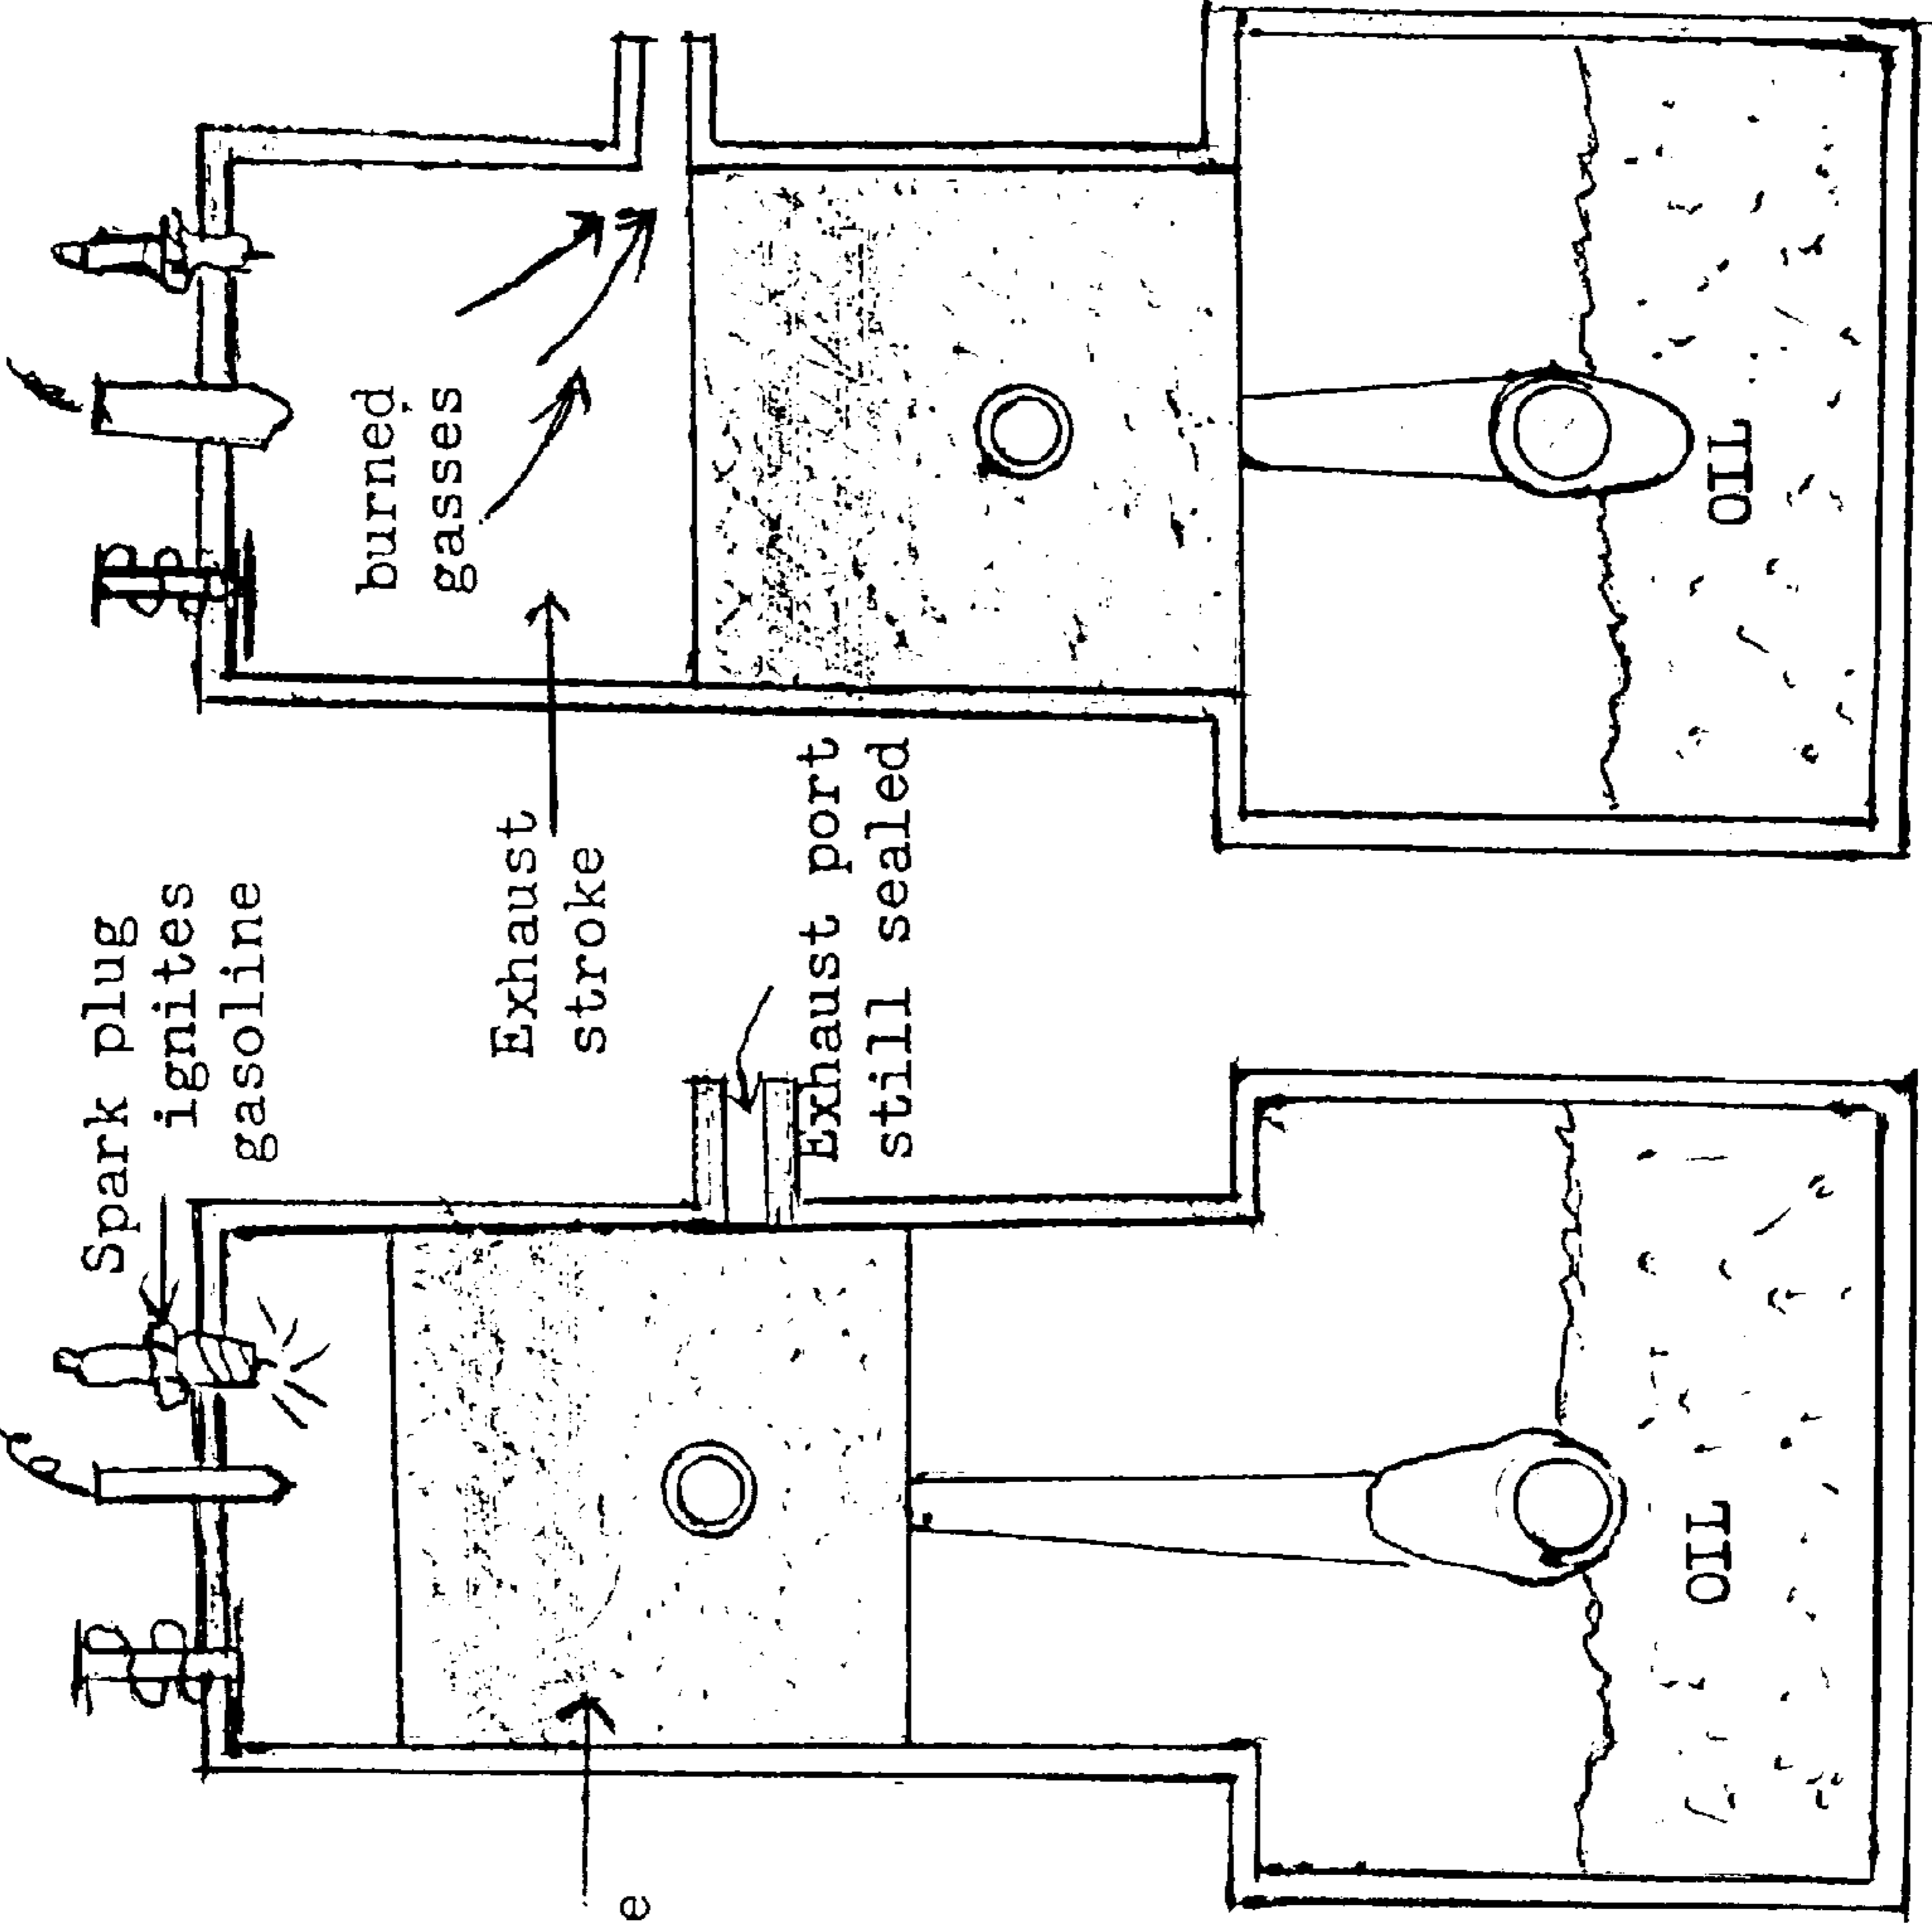 e
Spark plug
ignites
gasoline
Exhaust port
still sealed
OIL
Exhaust
stroke
burned
gasses
OIL